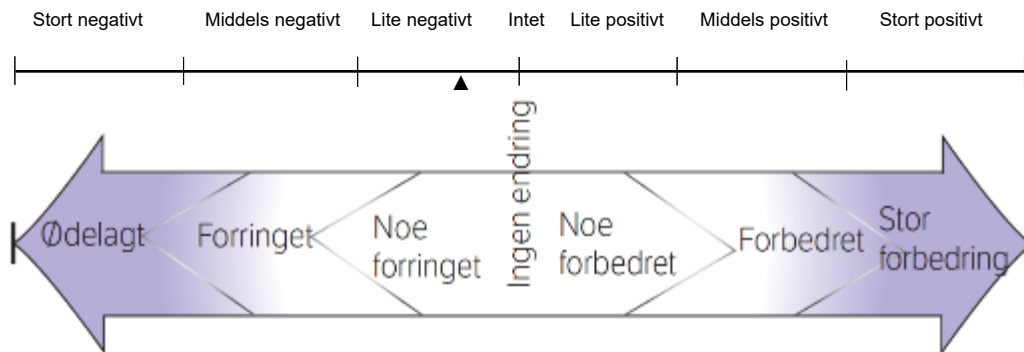 Stort negativt Middels negativt Lite negativt Intet Lite positivt Middels positivt Stort positivt
Ødelagt
Forringet
Noe
forringet
Ingen endring
Noe
forbedret
Forbedret
Stor
forbedring